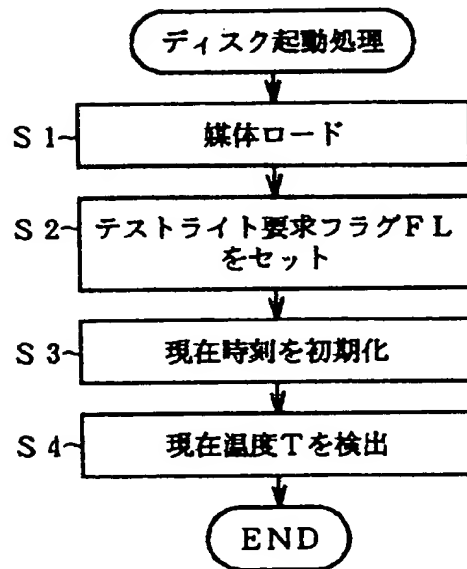 ディスク起動処理
S1
媒体ロード
S2
テストライト要求フラグFL
をセット
S3
現在時刻を初期化
S4
現在温度Tを検出
END